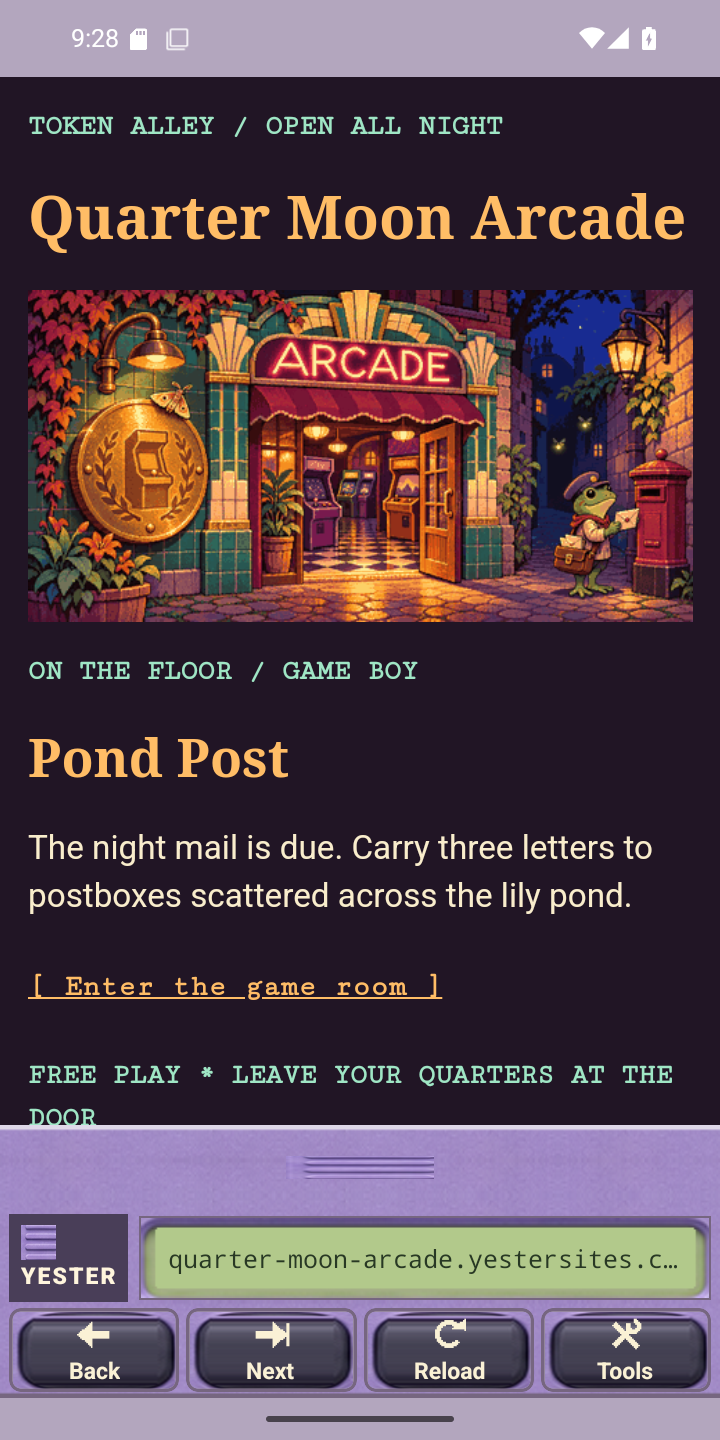 9:28
TOKEN ALLEY / OPEN ALL NIGHT
Quarter Moon Arcade
ARCADE
ON THE FLOOR / GAME BOY
Pond Post
The night mail is due. Carry three letters to
postboxes scattered across the lily pond.
[ Enter the game room ]
FREE PLAY * LEAVE YOUR QUARTERS AT THE
DOOR
YESTER
quarter-moon-arcade.yestersites.c…
Back
Next
Reload
Tools